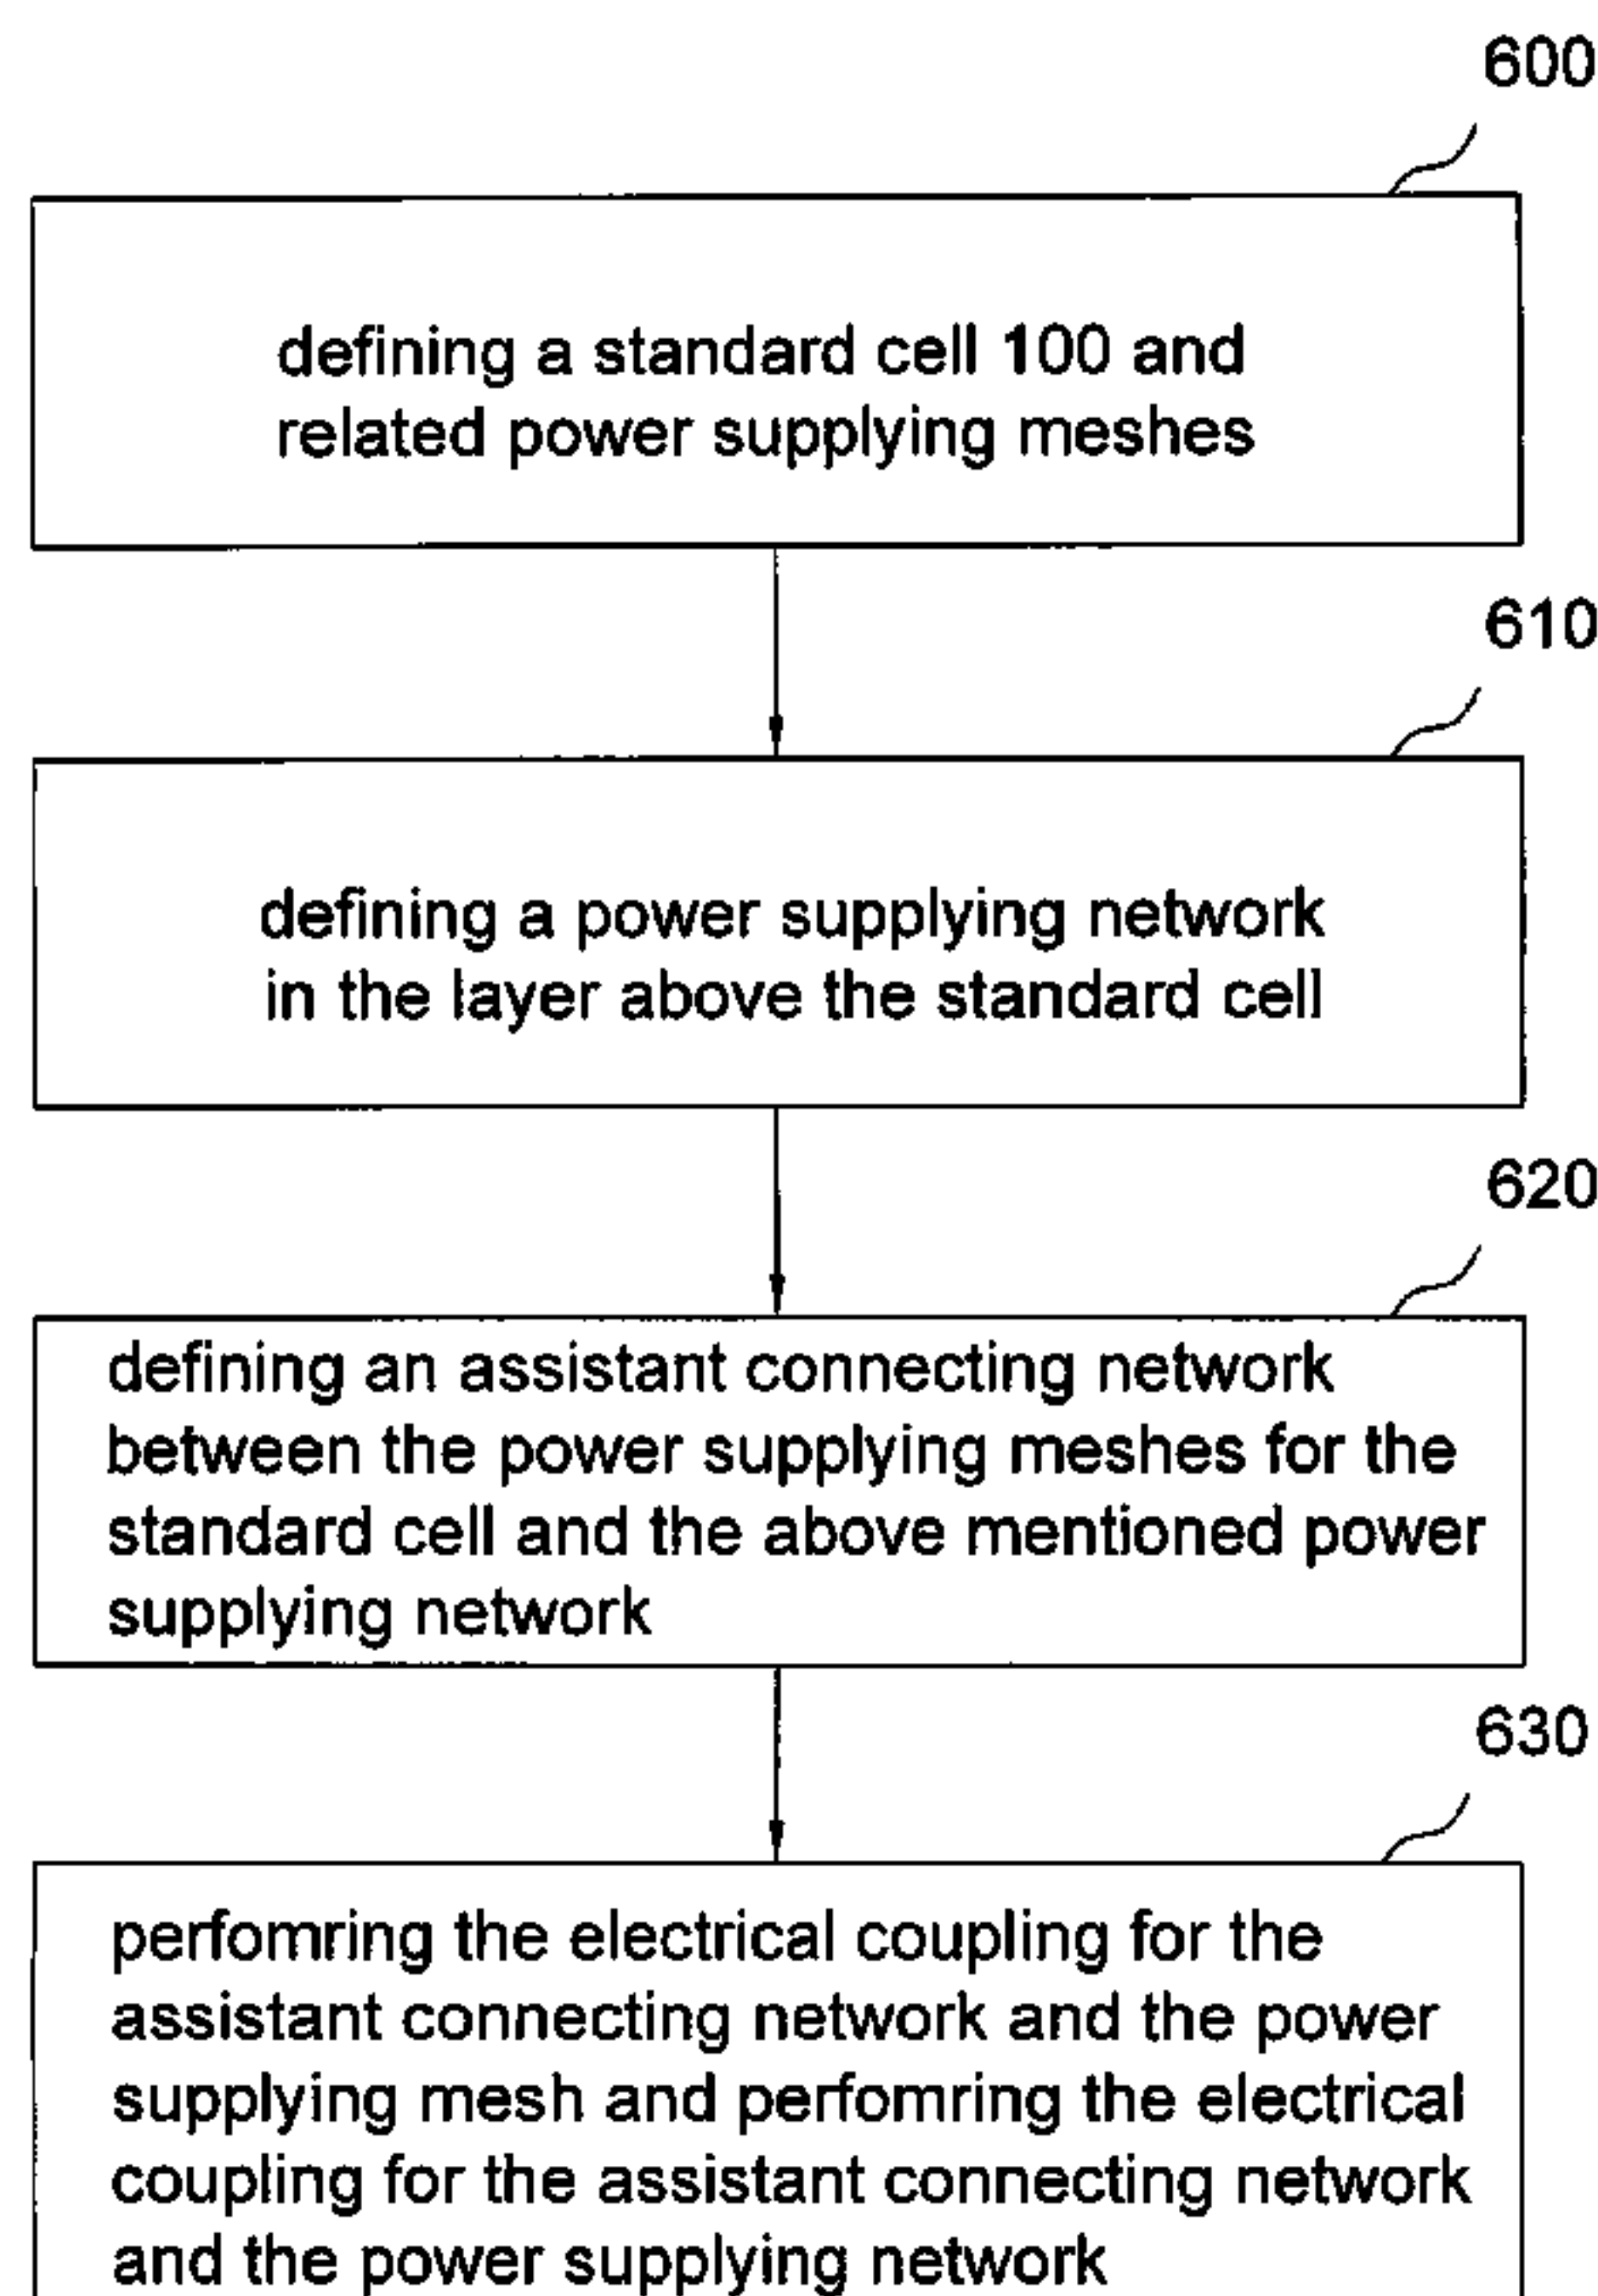 600
defining a standard cell 100 and
related power supplying meshes
610
defining a power supplying network
in the layer above the standard cell
620
defining an assistant connecting network
between the power supplying meshes for the
standard cell and the above mentioned power
supplying network
630
perfomring the electrical coupling for the
assistant connecting network and the power
supplying mesh and perfomring the electrical
coupling for the assistant connecting network
and the power supplying network